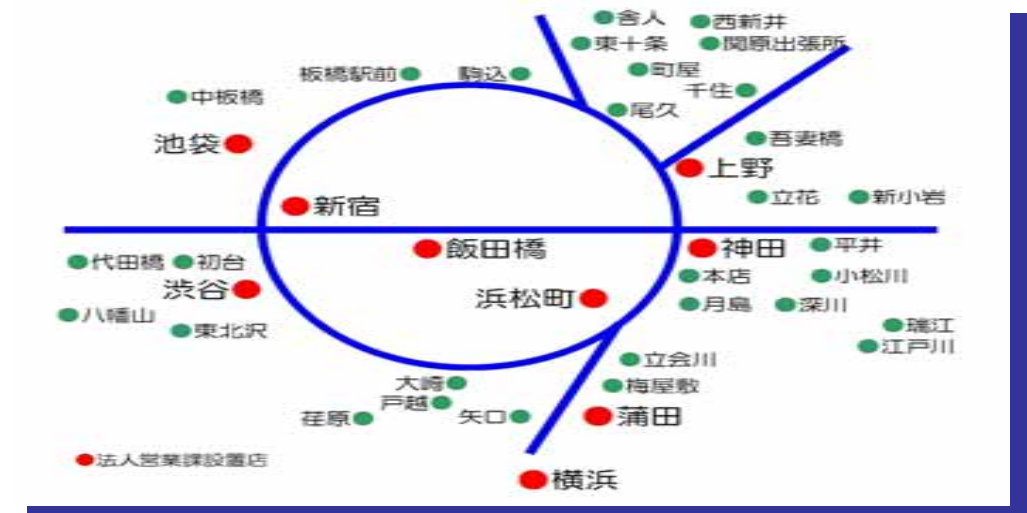 舎人
西新井
東十条
関原出張所
板橋駅前
駒込
町屋
千住
中板橋
尾久
池袋
吾妻橋
上野
新宿
立花
新小岩
飯田橋
神田
平井
代田橋
初台
本店
小松川
渋谷
浜松町
月島
深川
八幡山
東北沢
瑞江
江戸川
立会川
大崎
梅屋敷
戸越
荏原
矢口
蒲田
法人営業課設置店
横浜